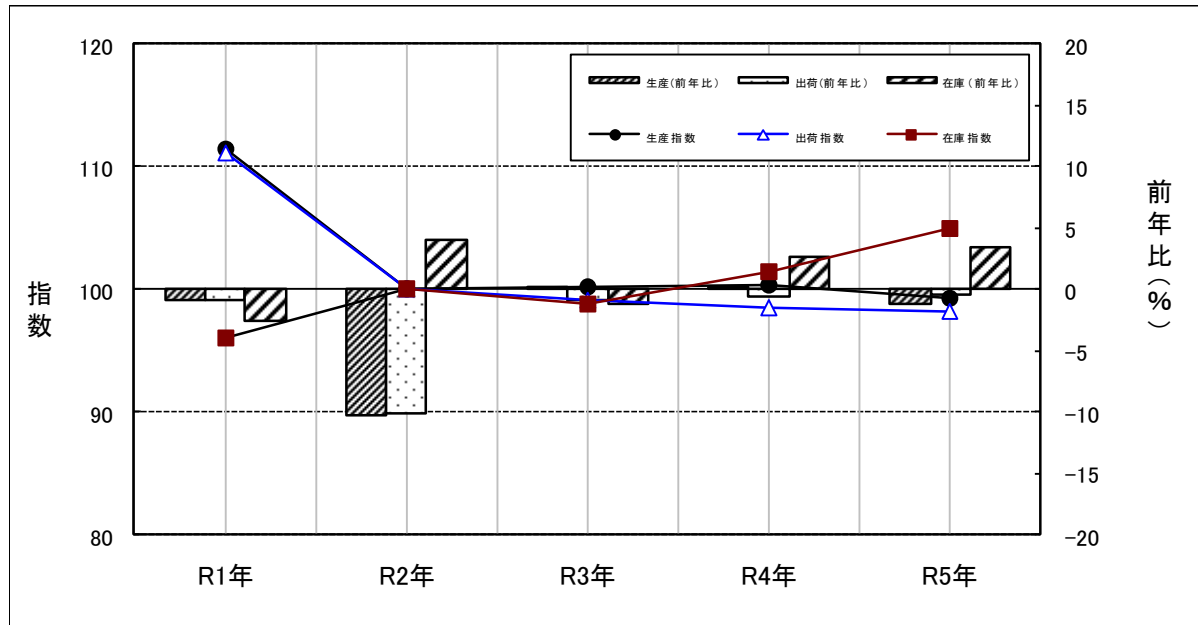 120
110
100
90
80
指数
生産(前年比)
出荷(前年比)
在庫(前年比)
生産指数
出荷指数
在庫指数
20
15
10
5
0
-5
-10
-15
-20
前年比(%)
R1年
R2年
R3年
R4年
R5年